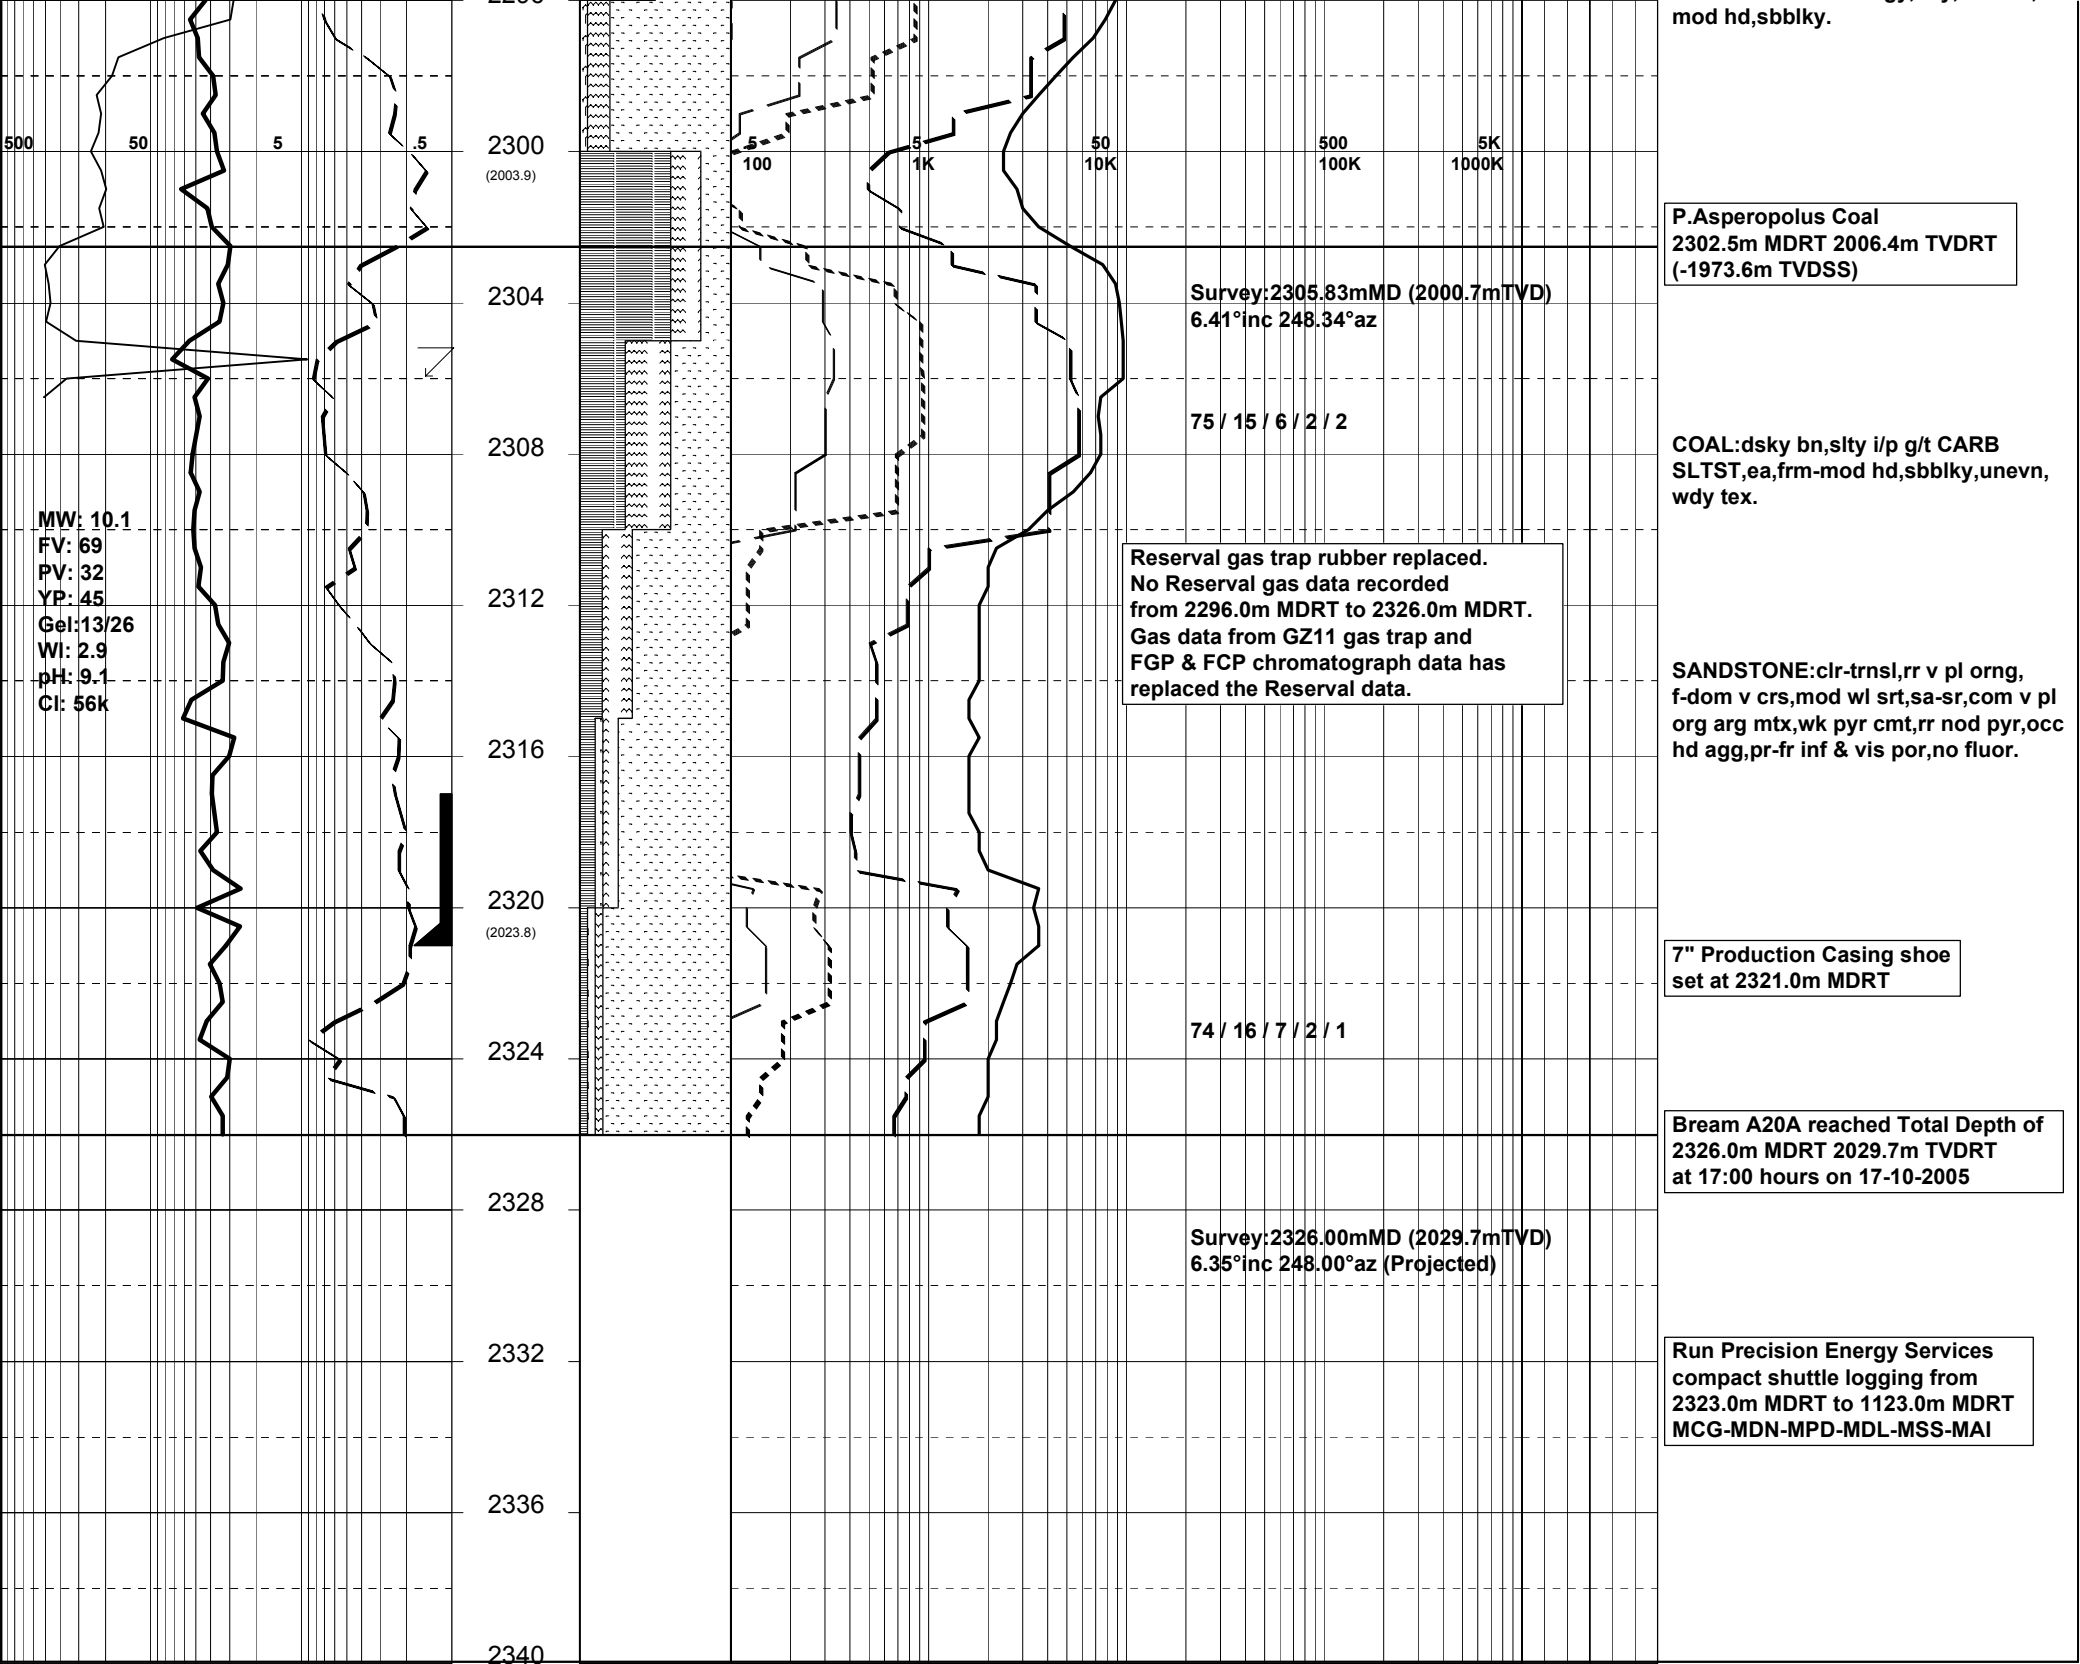 mod hd,sbblky.
500 50 5 .5
2300
(2003.9)
5 .5 50 500 5K
100 1K 10K 100K 1000K
P.Asperopolus Coal
2302.5m MDRT 2006.4m TVDRT
(-1973.6m TVDSS)
2304
Survey:2305.83mMD (2000.7mTVD)
6.41°inc 248.34°az
75 / 15 / 6 / 2 / 2
2308
COAL:dsky bn,slty i/p g/t CARB
SLTST,ea,frm-mod hd,sbblky,unevn,
wdy tex.
MW: 10.1
FV: 69
PV: 32
YP: 45
Gel:13/26
Wl: 2.9
pH: 9.1
Cl: 56k
Reserval gas trap rubber replaced.
No Reserval gas data recorded
from 2296.0m MDRT to 2326.0m MDRT.
Gas data from GZ11 gas trap and
FGP & FCP chromatograph data has
replaced the Reserval data.
2312
SANDSTONE:clr-trnsl,rr v pl orng,
f-dom v crs,mod wl srt,sa-sr,com v pl
org arg mtx,wk pyr cmt,rr nod pyr,occ
hd agg,pr-fr inf & vis por,no fluor.
2316
2320
(2023.8)
7" Production Casing shoe
set at 2321.0m MDRT
74 / 16 / 7 / 2 / 1
2324
Bream A20A reached Total Depth of
2326.0m MDRT 2029.7m TVDRT
at 17:00 hours on 17-10-2005
2328
Survey:2326.00mMD (2029.7mTVD)
6.35°inc 248.00°az (Projected)
2332
Run Precision Energy Services
compact shuttle logging from
2323.0m MDRT to 1123.0m MDRT
MCG-MDN-MPD-MDL-MSS-MAI
2336
2340